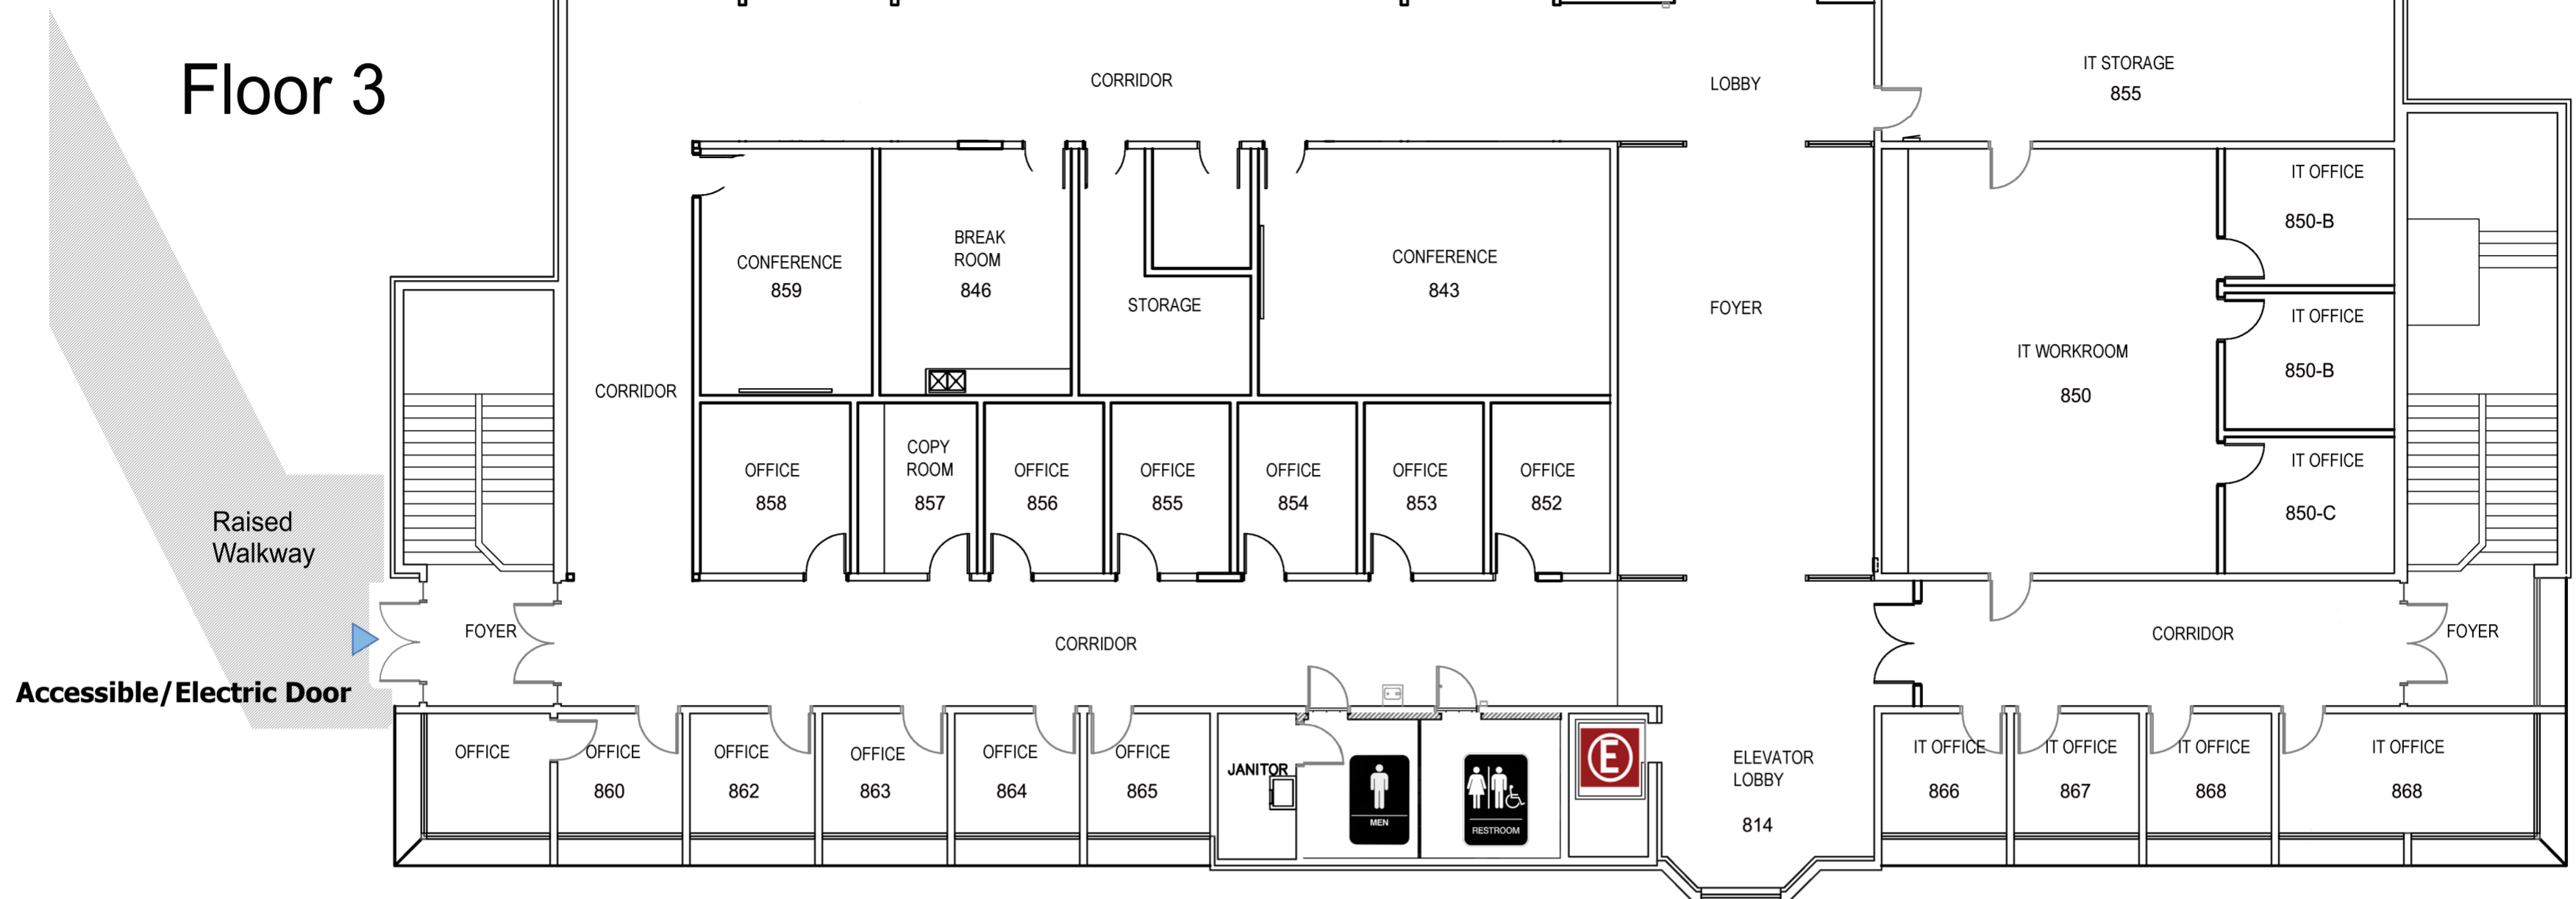 Floor 3
CORRIDOR
LOBBY
IT STORAGE
855
CONFERENCE
859
BREAK
ROOM
846
STORAGE
CONFERENCE
843
FOYER
IT WORKROOM
850
IT OFFICE
850-B
IT OFFICE
850-B
IT OFFICE
850-C
CORRIDOR
OFFICE
858
COPY
ROOM
857
OFFICE
856
OFFICE
855
OFFICE
854
OFFICE
853
OFFICE
852
Raised
Walkway
FOYER
CORRIDOR
CORRIDOR
FOYER
Accessible/Electric Door
OFFICE
OFFICE
860
OFFICE
862
OFFICE
863
OFFICE
864
OFFICE
865
JANITOR
MEN
RESTROOM
E
ELEVATOR
LOBBY
814
IT OFFICE
866
IT OFFICE
867
IT OFFICE
868
IT OFFICE
868